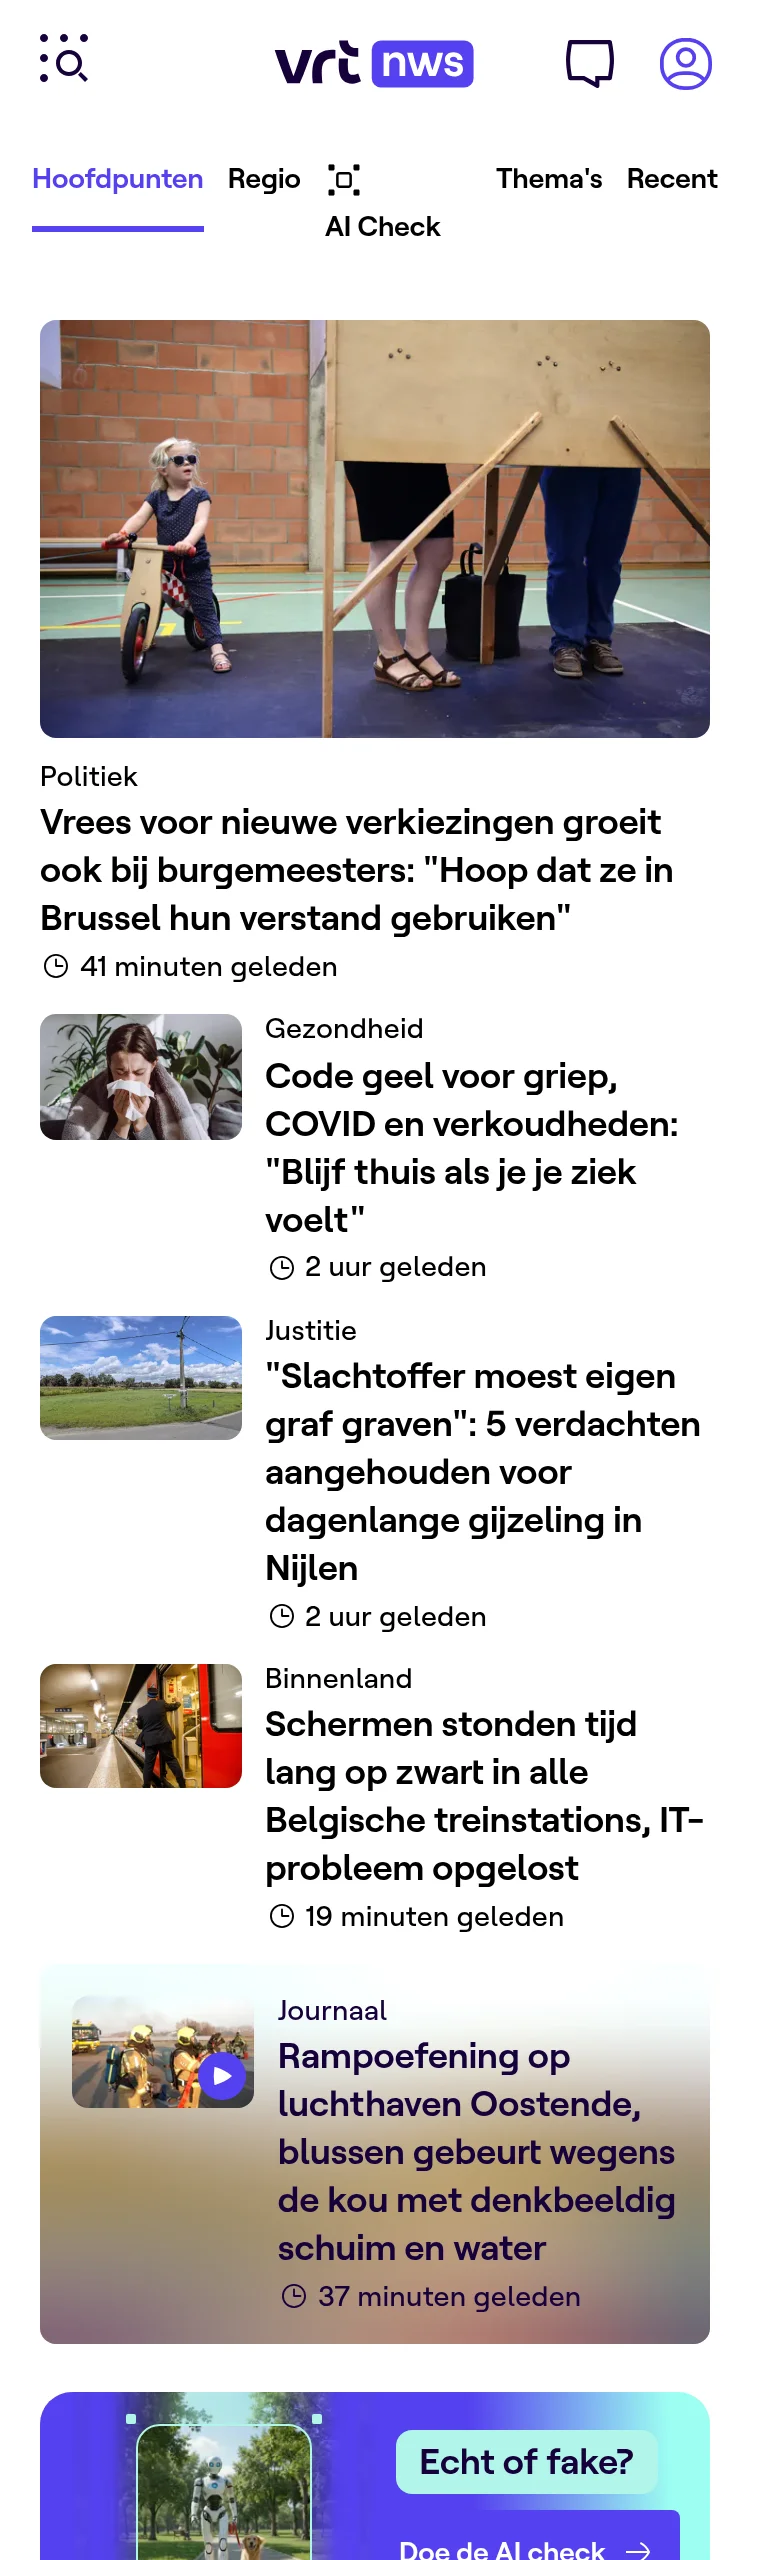 vrt nws
Hoofdpunten
Regio
AI Check
Thema's
Recent
Politiek
Vrees voor nieuwe verkiezingen groeit
ook bij burgemeesters: "Hoop dat ze in
Brussel hun verstand gebruiken"
41 minuten geleden
Gezondheid
Code geel voor griep,
COVID en verkoudheden:
"Blijf thuis als je je ziek
voelt"
2 uur geleden
Justitie
"Slachtoffer moest eigen
graf graven": 5 verdachten
aangehouden voor
dagenlange gijzeling in
Nijlen
2 uur geleden
Binnenland
Schermen stonden tijd
lang op zwart in alle
Belgische treinstations, IT-
probleem opgelost
19 minuten geleden
Journaal
Rampoefening op
luchthaven Oostende,
blussen gebeurt wegens
de kou met denkbeeldig
schuim en water
37 minuten geleden
Echt of fake?
Doe de AI check